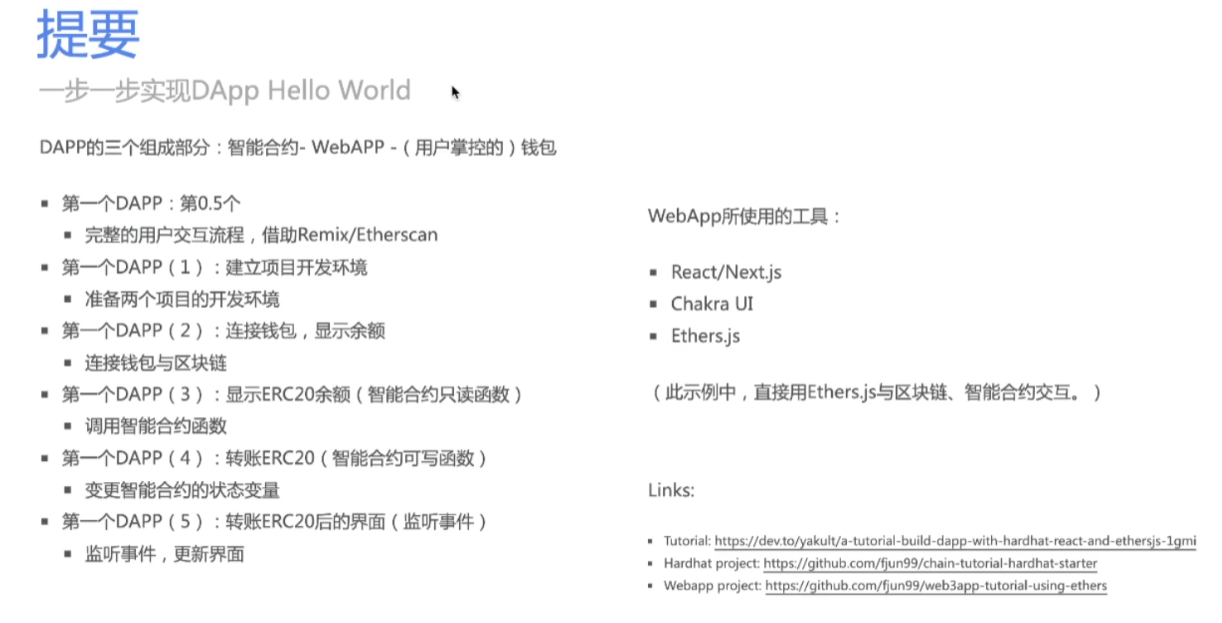 提要
一步一步实现DApp Hello World
DAPP的三个组成部分：智能合约- WebAPP -（用户掌控的）钱包
▪ 第一个DAPP：第0.5个
▪ 完整的用户交互流程，借助Remix/Etherscan
▪ 第一个DAPP（1）：建立项目开发环境
▪ 准备两个项目的开发环境
▪ 第一个DAPP（2）：连接钱包，显示余额
▪ 连接钱包与区块链
▪ 第一个DAPP（3）：显示ERC20余额（智能合约只读函数）
▪ 调用智能合约函数
▪ 第一个DAPP（4）：转账ERC20（智能合约可写函数）
▪ 变更智能合约的状态变量
▪ 第一个DAPP（5）：转账ERC20后的界面（监听事件）
▪ 监听事件，更新界面
WebApp所使用的工具：
▪ React/Next.js
▪ Chakra UI
▪ Ethers.js
（此示例中，直接用Ethers.js与区块链、智能合约交互。）
Links:
▪ Tutorial: https://dev.to/yakult/a-tutorial-build-dapp-with-hardhat-react-and-ethersjs-1gmi
▪ Hardhat project: https://github.com/fjun99/chain-tutorial-hardhat-starter
▪ Webapp project: https://github.com/fjun99/web3app-tutorial-using-ethers